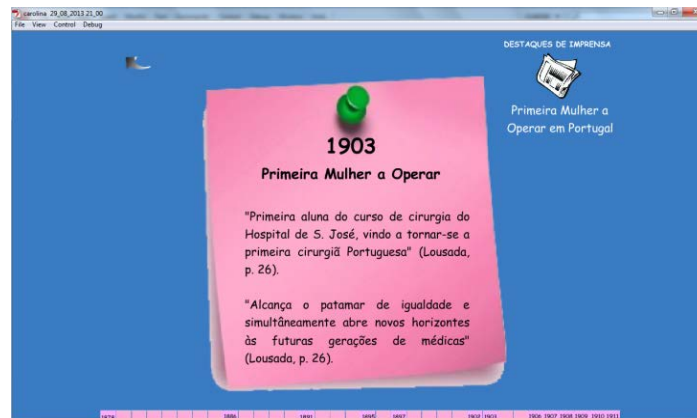 carolina 29_08_2013 21_00
File View Control Debug
DESTAQUES DE IMPRENSA
Primeira Mulher a
Operar em Portugal
1903
Primeira Mulher a Operar
"Primeira aluna do curso de cirurgia do
Hospital de S. José, vindo a tornar-se a
primeira cirurgiã Portuguesa" (Lousada,
p. 26).
"Alcança o patamar de igualdade e
simultâneamente abre novos horizontes
às futuras gerações de médicas"
(Lousada, p. 26).
1902 1903 1906 1907 1908 1909 1910 1911